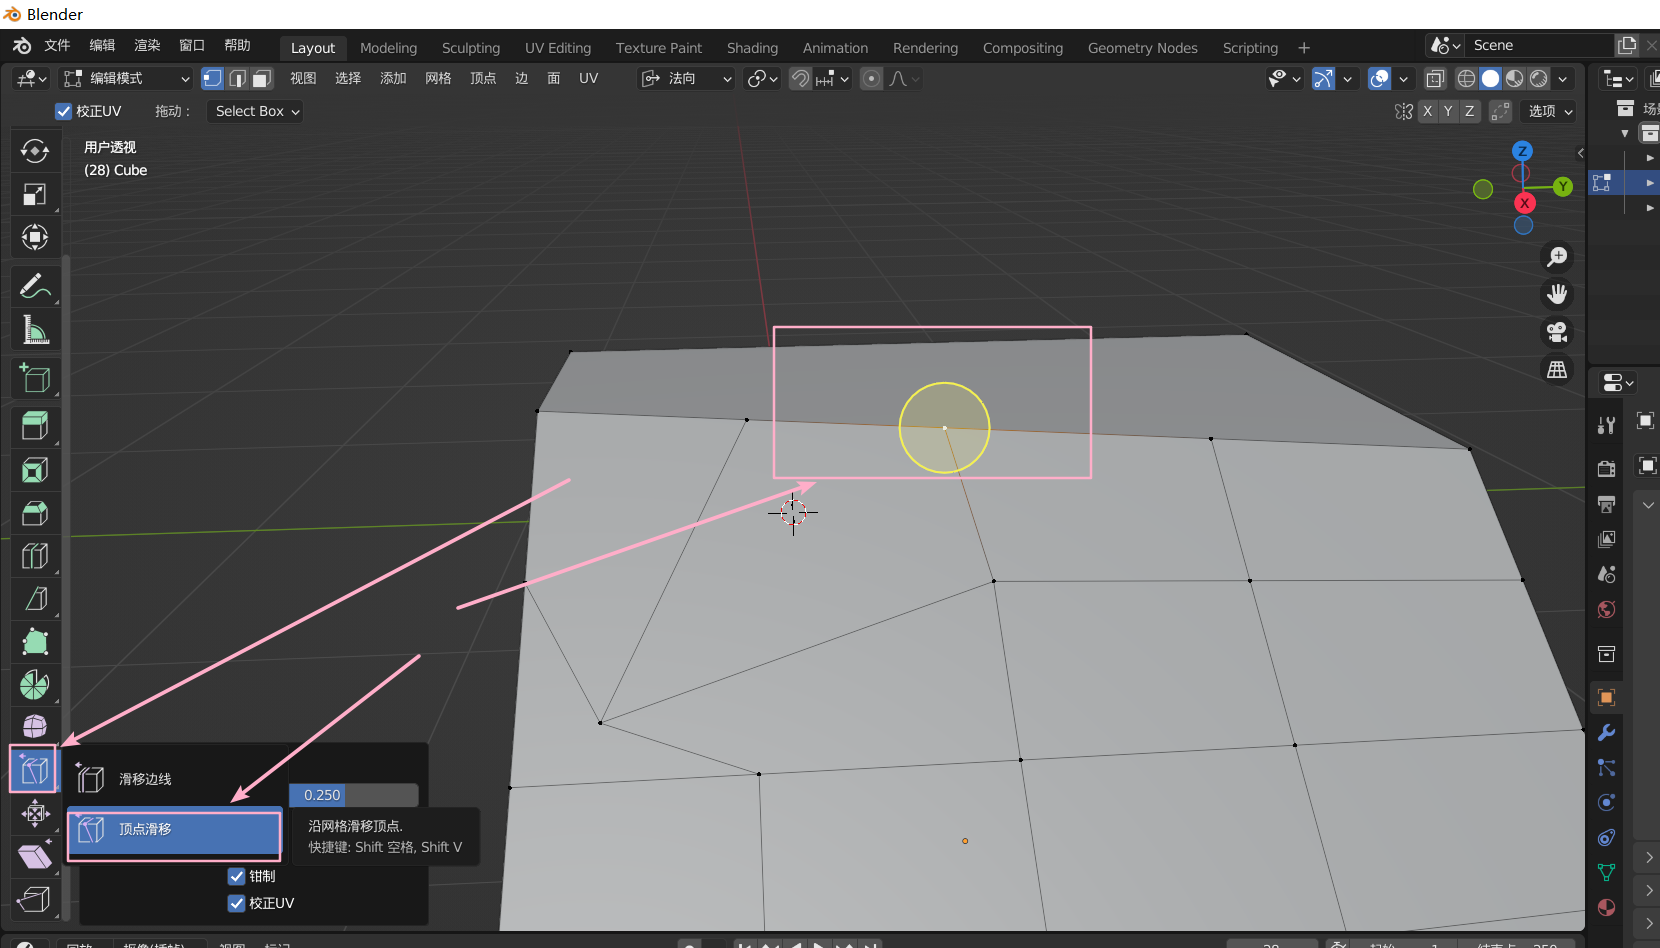 Blender
文件 编辑 渲染 窗口 帮助 Layout Modeling Sculpting UV Editing Texture Paint Shading Animation Rendering Compositing Geometry Nodes Scripting + Scene
编辑模式 视图 选择 添加 网格 顶点 边 面 UV 法向
校正UV 拖动： Select Box X Y Z 选项
用户透视
(28) Cube
Z
Y
X
滑移边线
0.250
顶点滑移
沿网格滑移顶点.
快捷键: Shift 空格, Shift V
钳制
校正UV